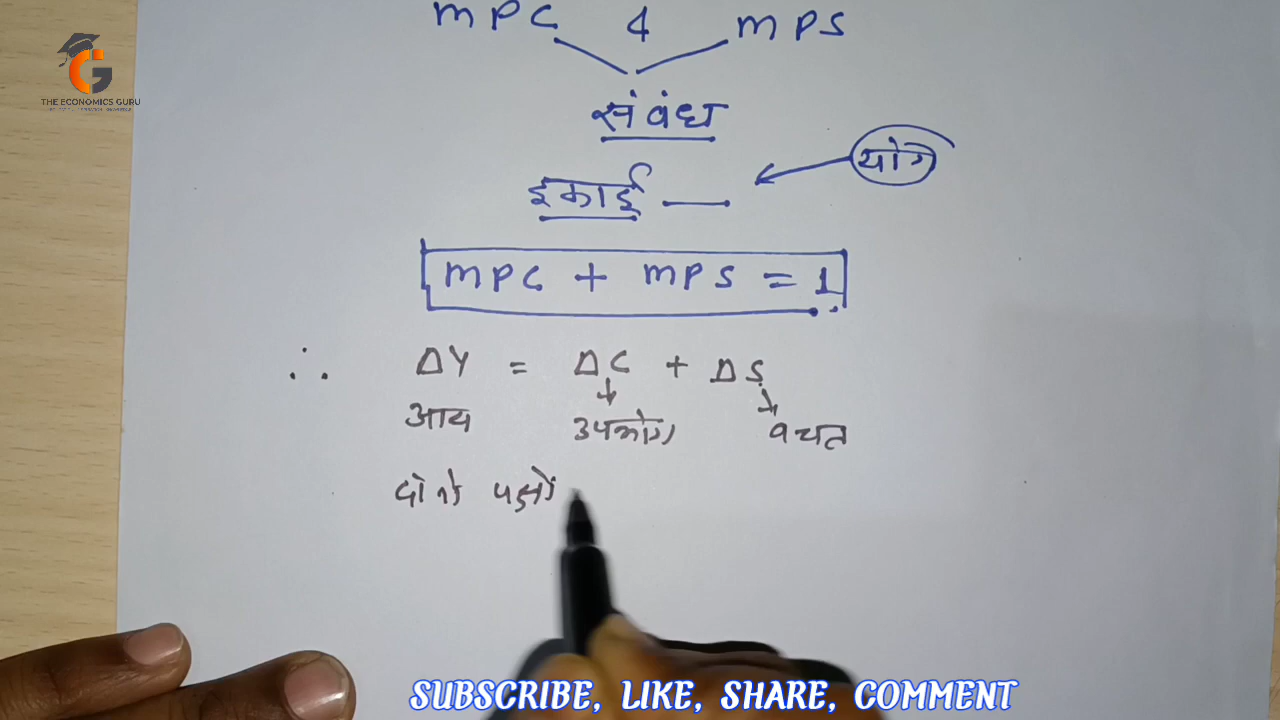 MPC & MPS
THE ECONOMICS GURU
संबंध
योग
इकाई —
MPC + MPS = 1
∴ ΔY = ΔC + ΔS
आय उपभोग बचत
दोनो पक्षों
SUBSCRIBE, LIKE, SHARE, COMMENT